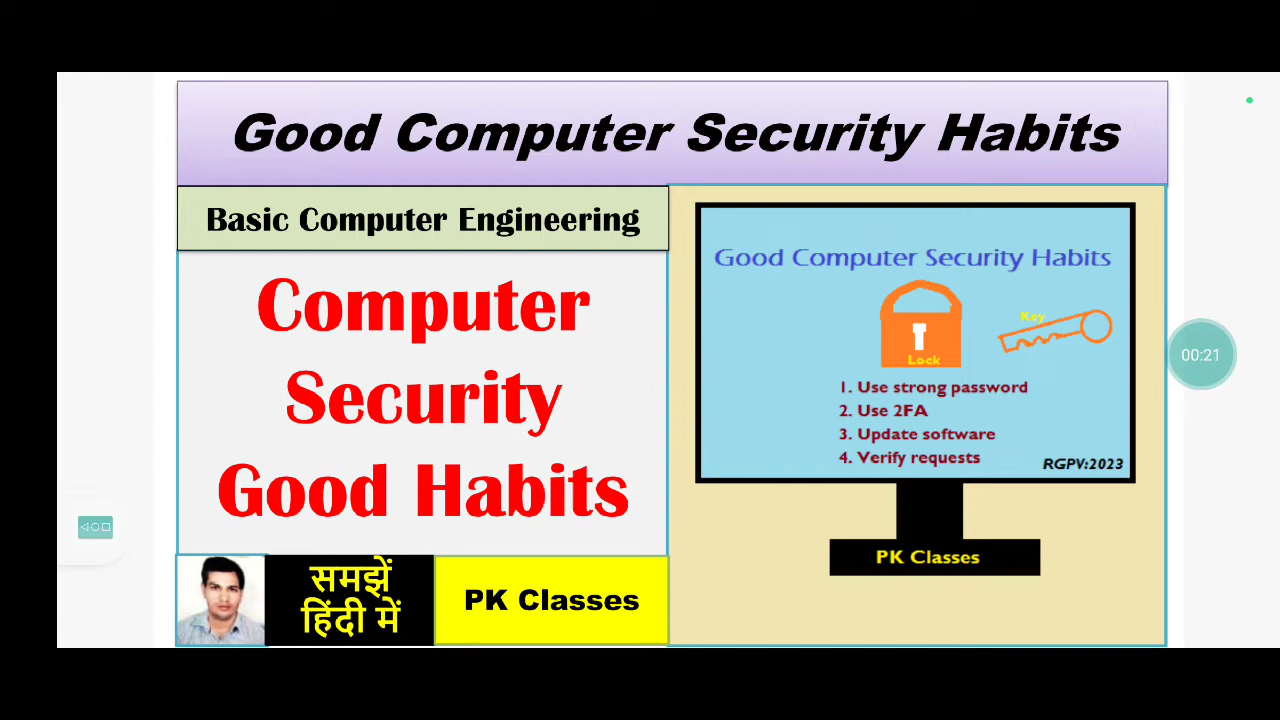 Good Computer Security Habits
Basic Computer Engineering
Computer
Security
Good Habits
समझें
हिंदी में
PK Classes
Good Computer Security Habits
Key
Lock
1. Use strong password
2. Use 2FA
3. Update software
4. Verify requests
RGPV:2023
PK Classes
00:21